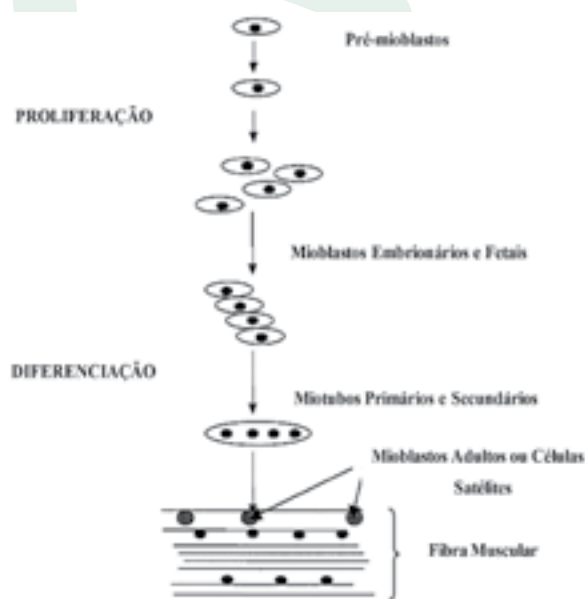 Pré-mioblastos
PROLIFERAÇÃO
Mioblastos Embrionários e Fetais
DIFERENCIAÇÃO
Miotubos Primários e Secundários
Mioblastos Adultos ou Células
Satélites
Fibra Muscular